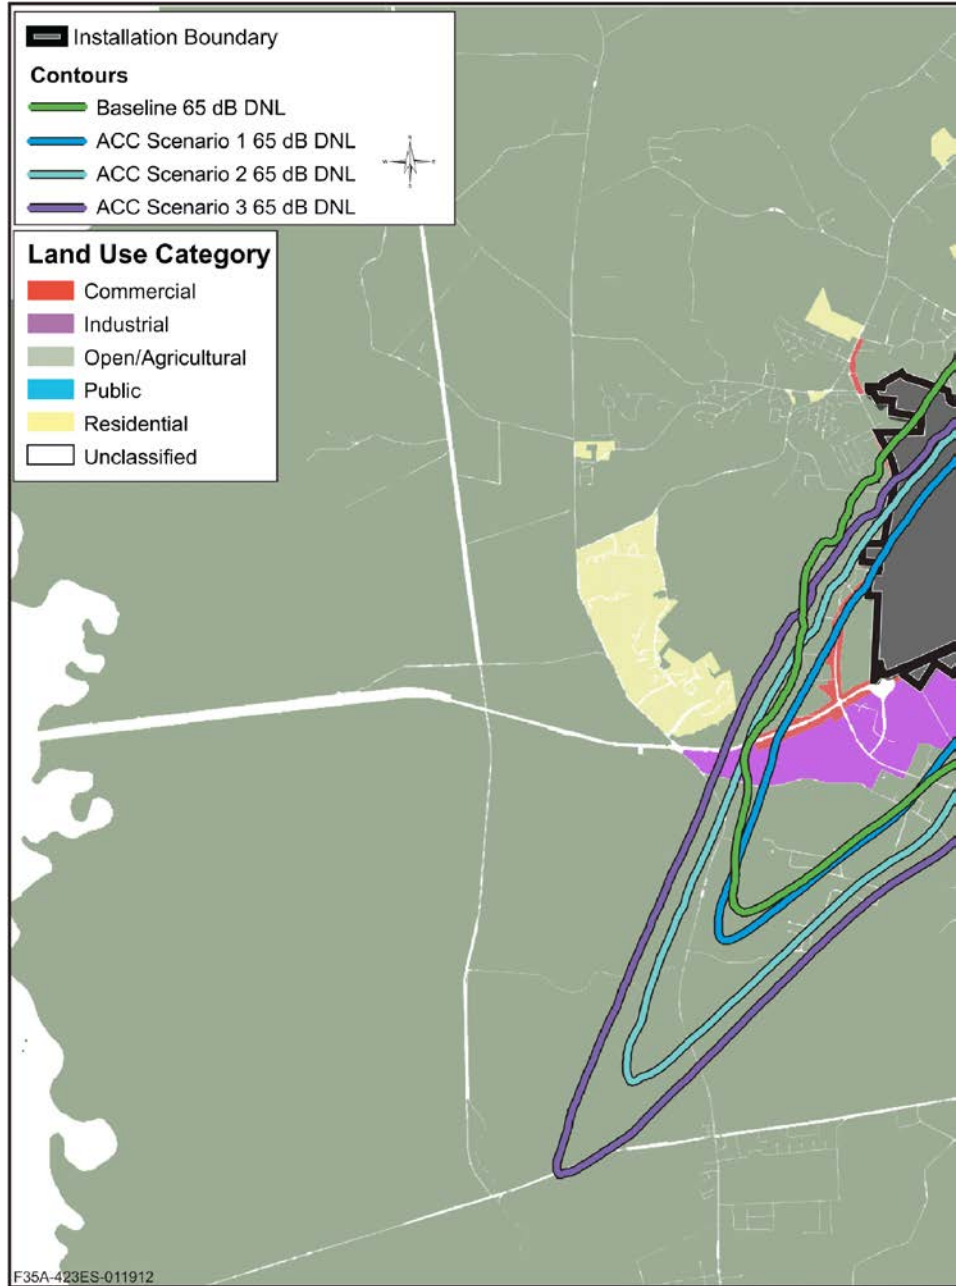 Installation Boundary
Contours
Baseline 65 dB DNL
ACC Scenario 1 65 dB DNL
ACC Scenario 2 65 dB DNL
ACC Scenario 3 65 dB DNL
N
W E
S
Land Use Category
Commercial
Industrial
Open/Agricultural
Public
Residential
Unclassified
F35A-423ES-011912